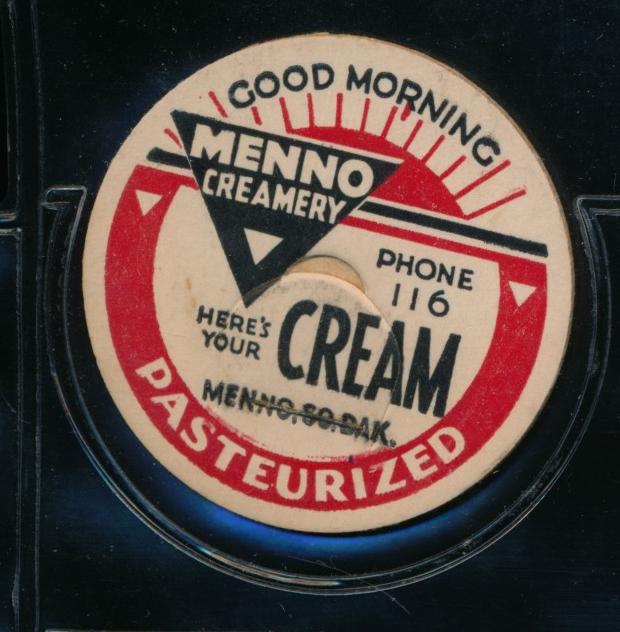 GOOD MORNING
MENNO
CREAMERY
PHONE
116
HERE'S
YOUR
CREAM
MENNO, SO. DAK.
PASTEURIZED